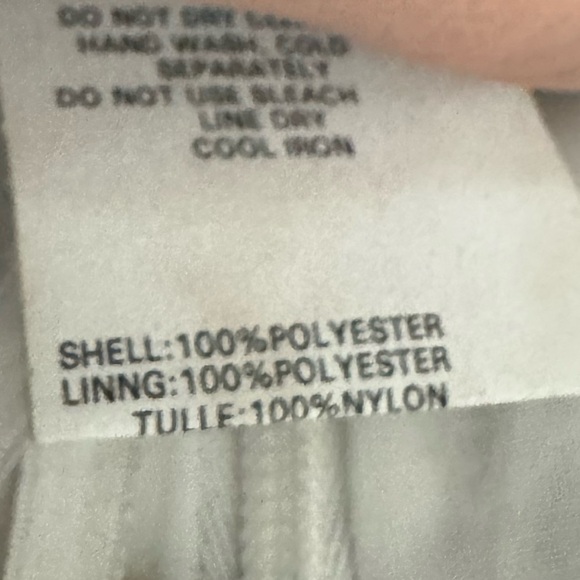 DO NOT DRY
HAND WASH, COLD
SEPARATELY
DO NOT USE BLEACH
LINE DRY
COOL IRON
SHELL:100%POLYESTER
LINNG:100%POLYESTER
TULLE:100%NYLON